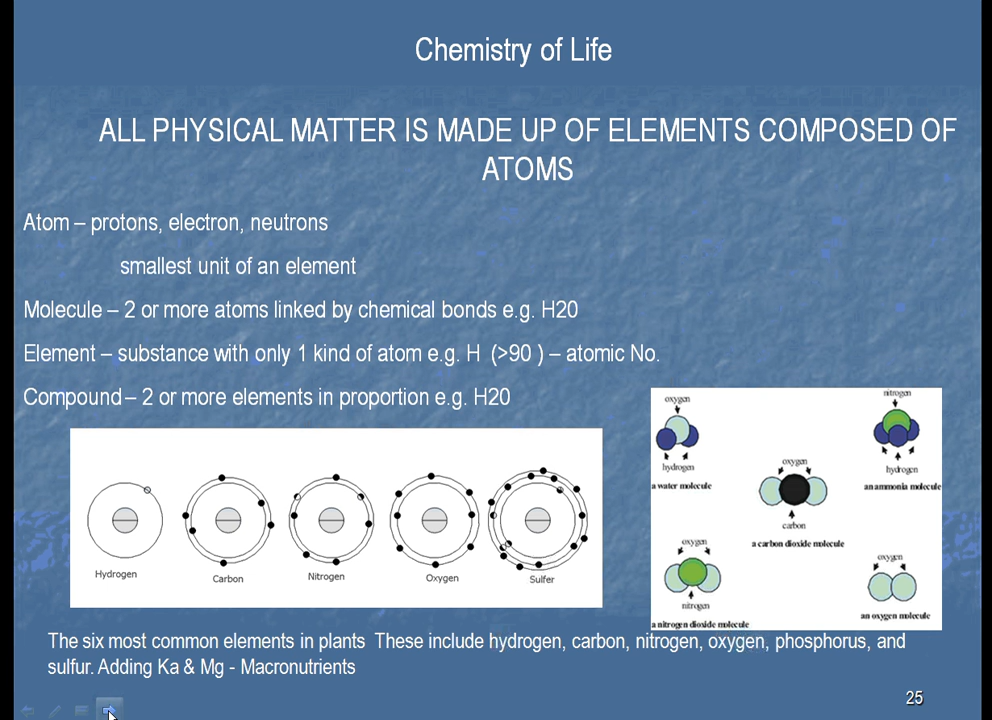 Chemistry of Life
ALL PHYSICAL MATTER IS MADE UP OF ELEMENTS COMPOSED OF
ATOMS
Atom – protons, electron, neutrons
smallest unit of an element
Molecule – 2 or more atoms linked by chemical bonds e.g. H20
Element – substance with only 1 kind of atom e.g. H (>90 ) – atomic No.
Compound – 2 or more elements in proportion e.g. H20
Hydrogen
Carbon
Nitrogen
Oxygen
Sulfer
oxygen
hydrogen
a water molecule
nitrogen
hydrogen
an ammonia molecule
oxygen
carbon
a carbon dioxide molecule
oxygen
nitrogen
a nitrogen dioxide molecule
oxygen
an oxygen molecule
The six most common elements in plants These include hydrogen, carbon, nitrogen, oxygen, phosphorus, and
sulfur. Adding Ka & Mg - Macronutrients
25